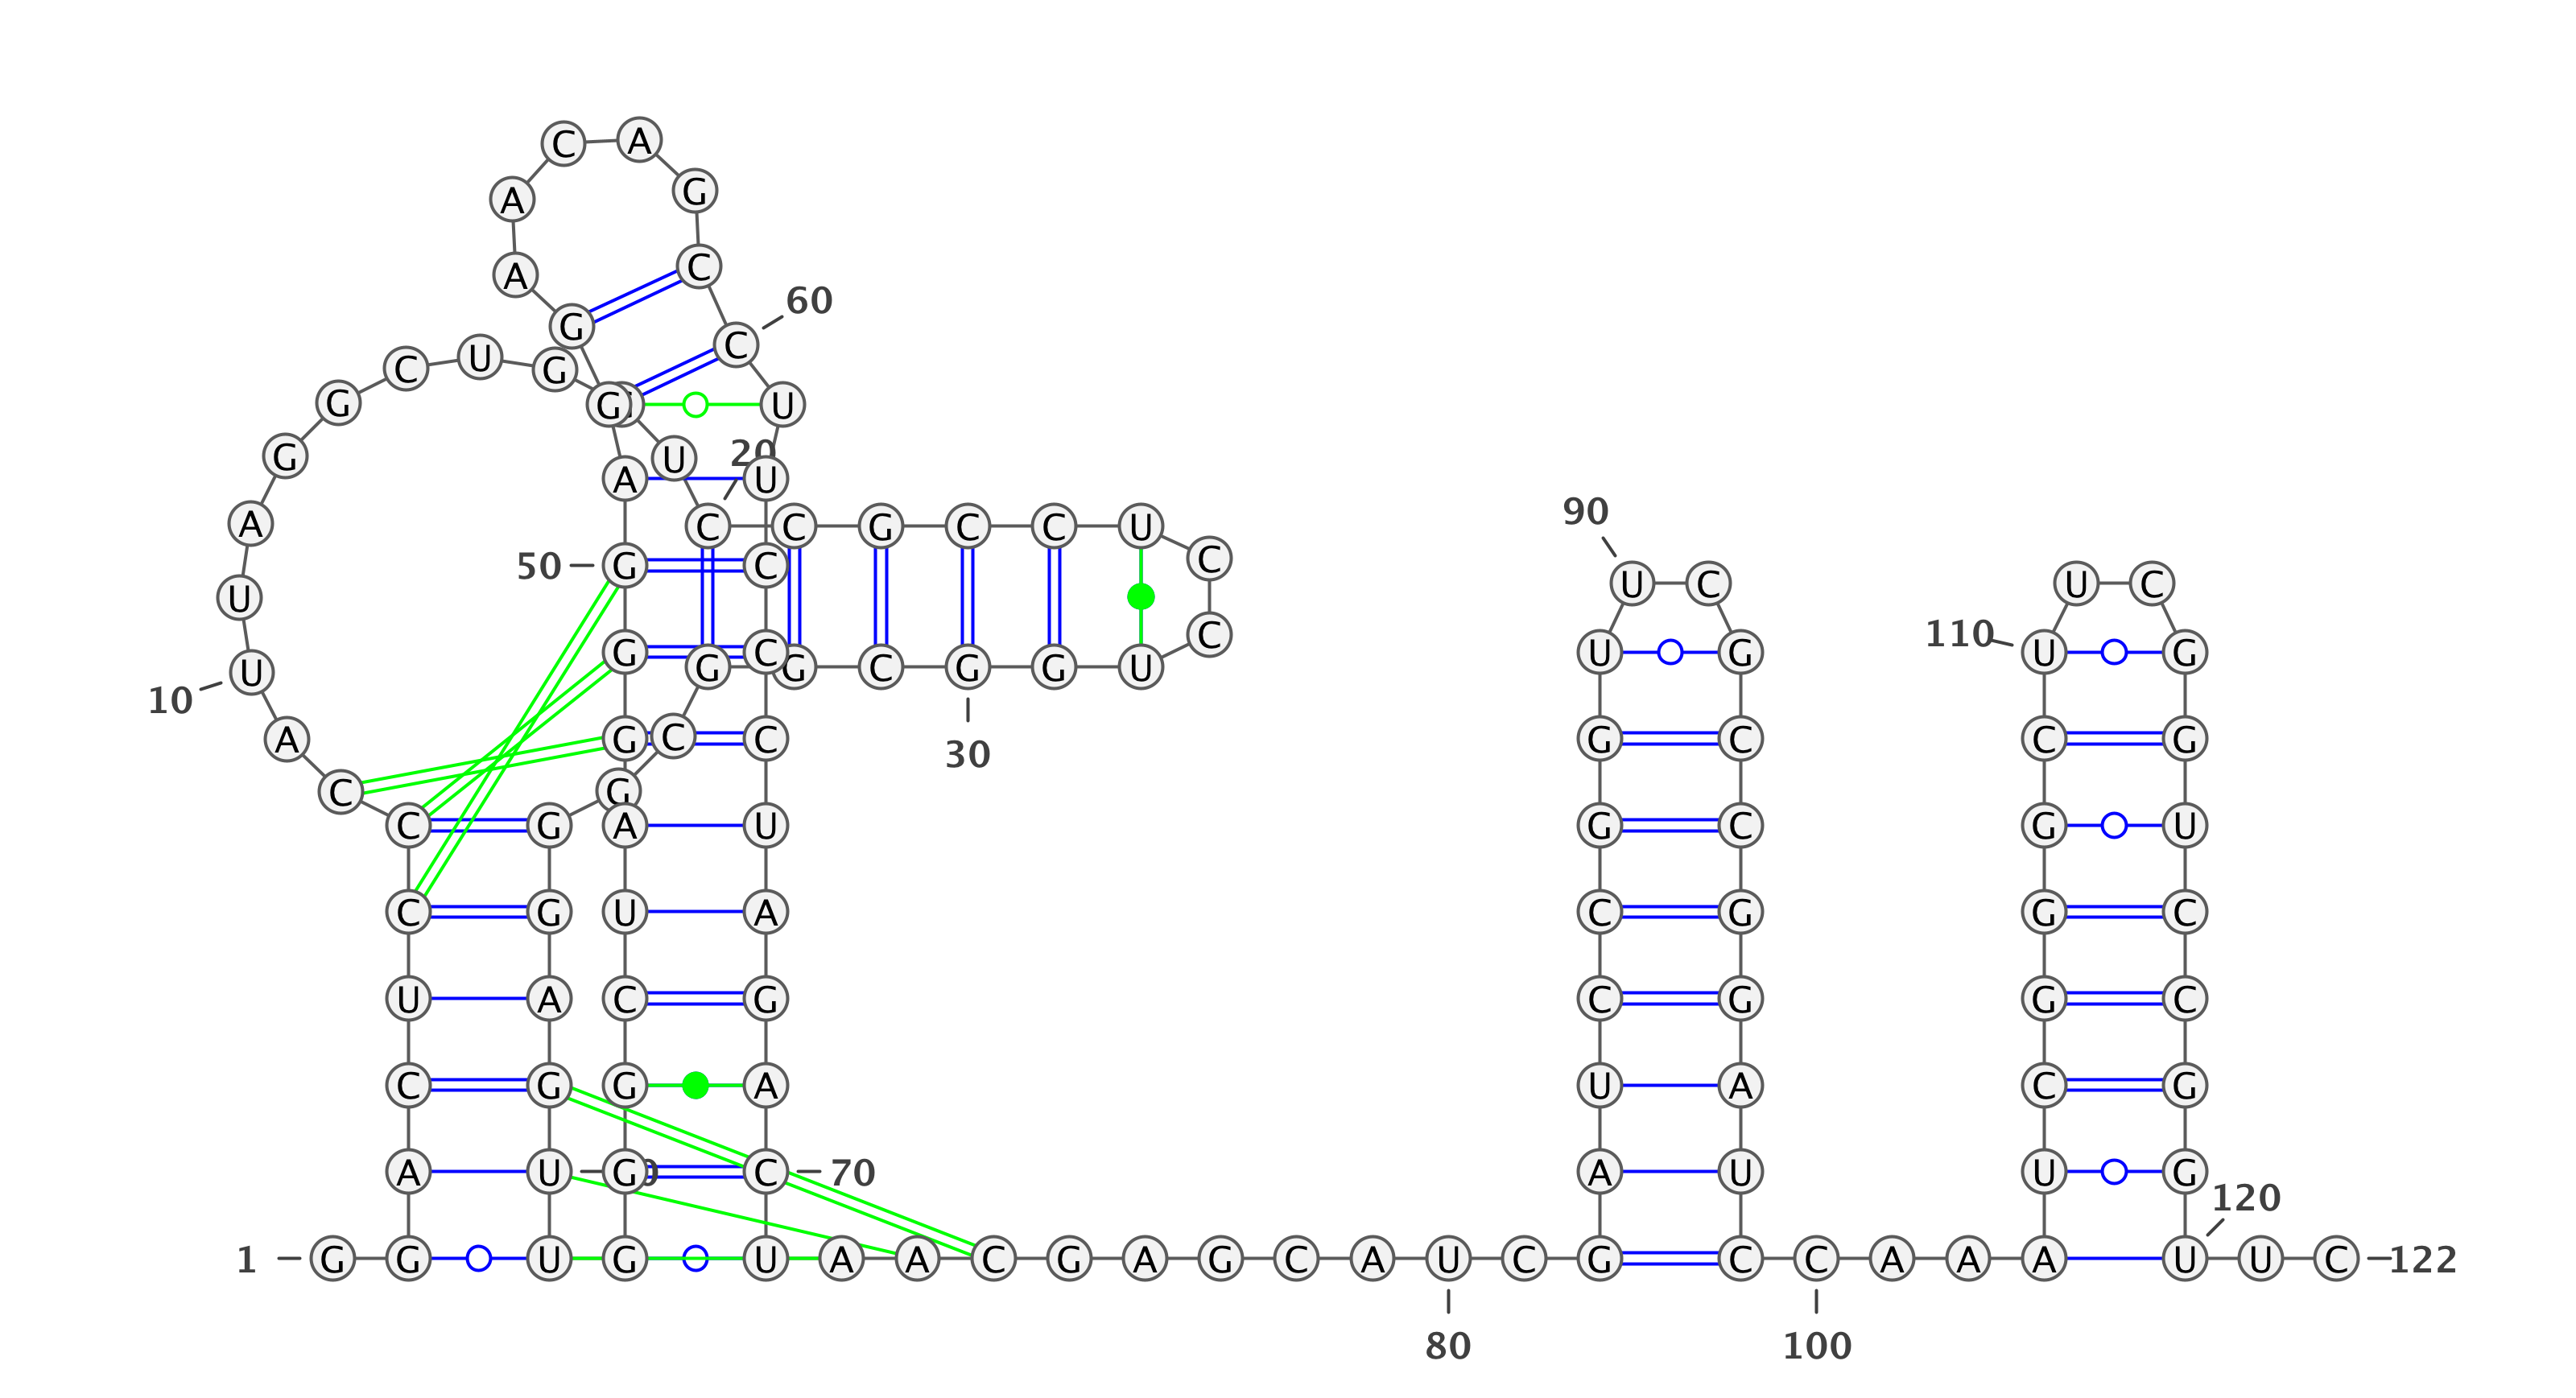 C A
A G
A C
60
G
C
C U G
G G U
G U 20
A U
90
A C C G C C U
C
50 G C
U C U C
U
110 C
G C U G U G
U G G C G G U
10
A G C C G C C G
30
C G
C G A U G C G U
C G U A C G G C
U A C G C G G C
C G G A U A C G
A U G C 70 A U U G
120
1 G G U G U A A C G A G C A U C G C C A A A U U C 122
80 100